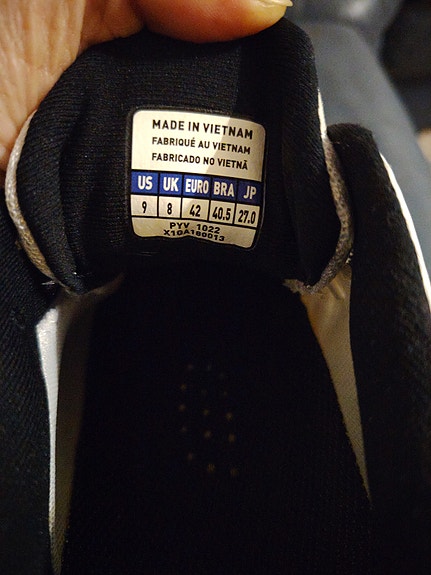 MADE IN VIETNAM
FABRIQUÉ AU VIETNAM
FABRICADO NO VIETNÃ
US UK EURO BRA JP
9 8 42 40.5 27.0
PYV 1022
X10A180013